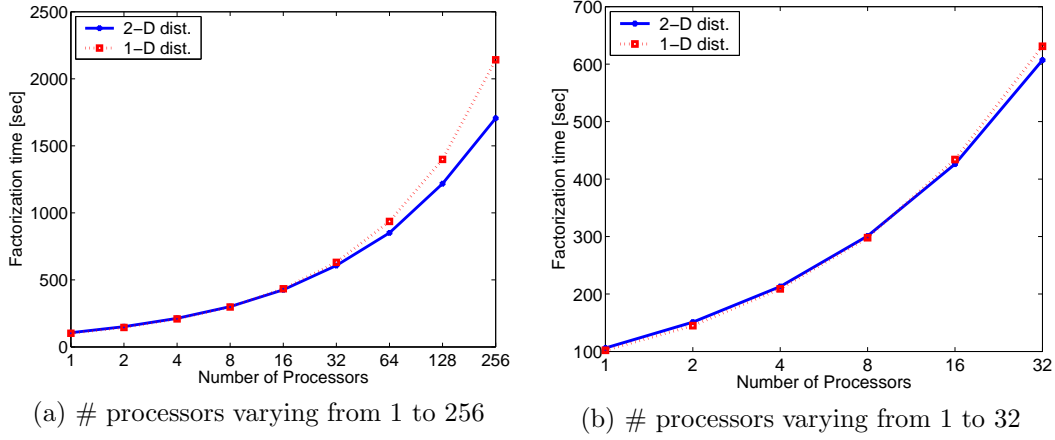 2500
2000
1500
1000
500
0
Factorization time [sec]
2−D dist.
1−D dist.
1 2 4 8 16 32 64 128 256
Number of Processors
(a) # processors varying from 1 to 256
700
600
500
400
300
200
100
Factorization time [sec]
2−D dist.
1−D dist.
1 2 4 8 16 32
Number of Processors
(b) # processors varying from 1 to 32